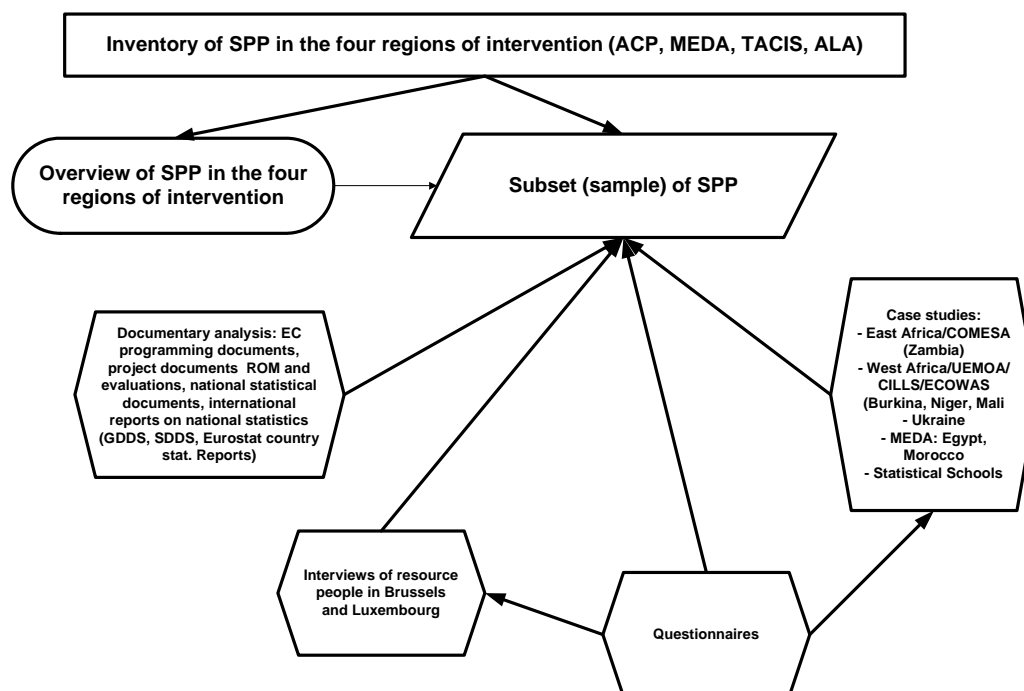 Inventory of SPP in the four regions of intervention (ACP, MEDA, TACIS, ALA)
Overview of SPP in the four
regions of intervention
Subset (sample) of SPP
Documentary analysis: EC
programming documents,
project documents  ROM and
evaluations, national statistical
documents, international
reports on national statistics
(GDDS, SDDS, Eurostat country
stat. Reports)
Case studies:
- East Africa/COMESA
(Zambia)
- West Africa/UEMOA/
CILLS/ECOWAS
(Burkina, Niger, Mali
- Ukraine
- MEDA: Egypt,
Morocco
- Statistical Schools
Interviews of resource
people in Brussels
and Luxembourg
Questionnaires